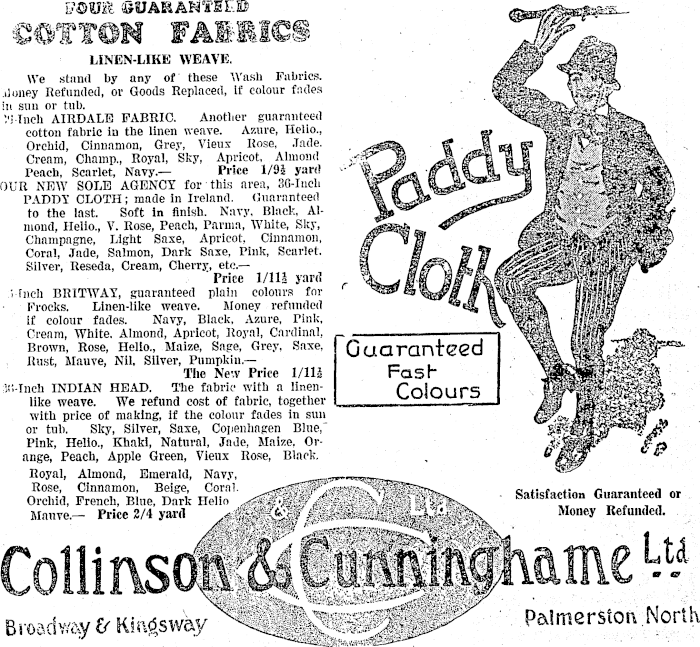 FOUR GUARANTEED
COTTON FABRICS
LINEN-LIKE WEAVE.
We stand by any of these Wash Fabrics.
Money Refunded, or Goods Replaced, if colour fades
in sun or tub.
-Inch AIRDALE FABRIC. Another guaranteed
cotton fabric in the linen weave. Azure, Helio.,
Orchid, Cinnamon, Grey, Vieux Rose, Jade.
Cream, Champ., Royal, Sky, Apricot, Almond
Peach, Scarlet, Navy.— Price 1/9½ yard
OUR NEW SOLE AGENCY for this area, 36-Inch
PADDY CLOTH; made in Ireland. Guaranteed
to the last. Soft in finish. Navy, Black, Al-
mond, Helio., V. Rose, Peach, Parma, White, Sky,
Champagne, Light Saxe, Apricot, Cinnamon,
Coral, Jade, Salmon, Dark Saxe, Pink, Scarlet.
Silver, Reseda, Cream, Cherry, etc.—
Price 1/11½ yard
-Inch BRITWAY, guaranteed plain colours for
Frocks. Linen-like weave. Money refunded
if colour fades. Navy, Black, Azure, Pink,
Cream, White. Almond, Apricot, Royal, Cardinal,
Brown, Rose, Helio., Maize, Sage, Grey, Saxe,
Rust, Mauve, Nil, Silver, Pumpkin.—
The New Price 1/11½
36-Inch INDIAN HEAD. The fabric with a linen-
like weave. We refund cost of fabric, together
with price of making, if the colour fades in sun
or tub. Sky, Silver, Saxe, Copenhagen Blue,
Pink, Helio., Khaki, Natural, Jade, Maize, Or-
ange, Peach, Apple Green, Vieux Rose, Black.
Royal, Almond, Emerald, Navy,
Rose, Cinnamon, Beige, Coral.
Orchid, French, Blue, Dark Helio
Mauve.— Price 2/4 yard
Paddy
Cloth
Guaranteed
Fast
Colours
Satisfaction Guaranteed or
Money Refunded.
& Ltd
Collinson & Cunninghame Ltd
Broadway & Kingsway
Palmerston North